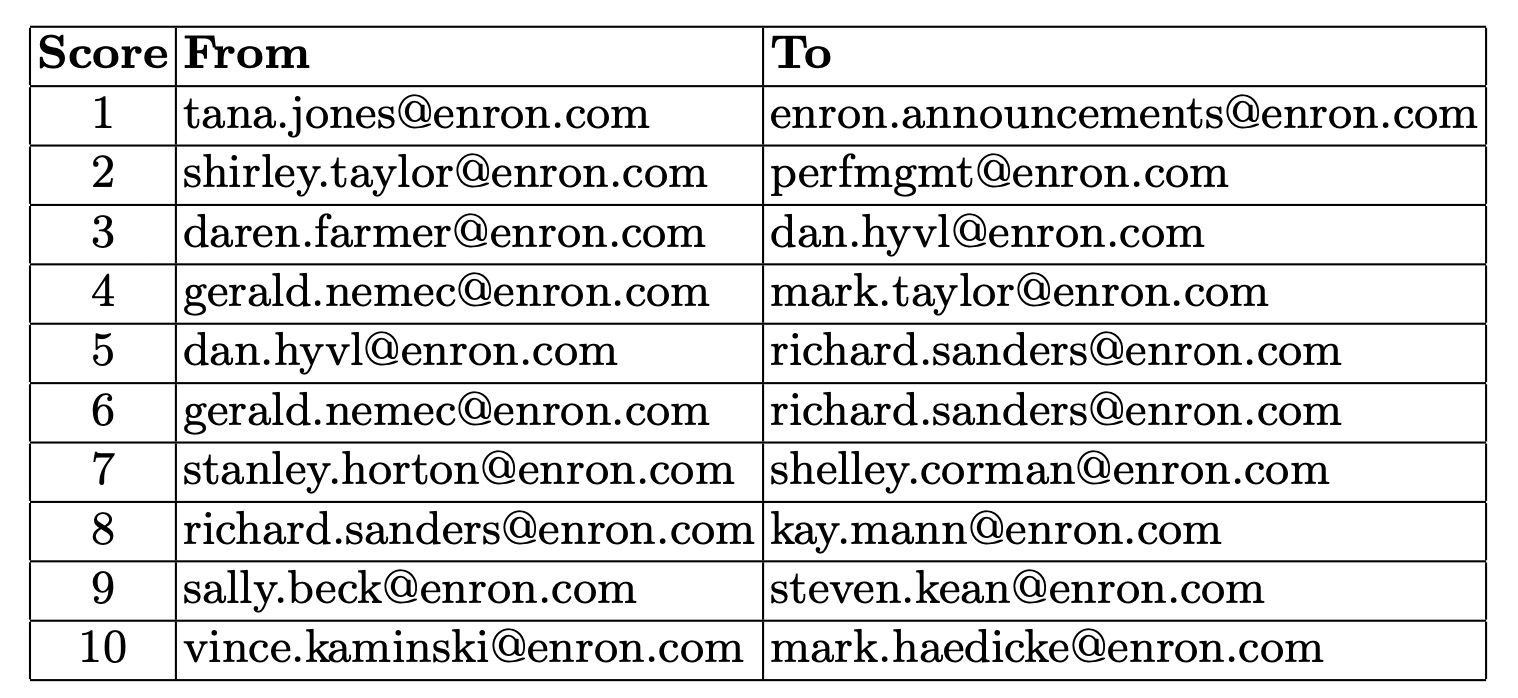 Score From To
1 tana.jones@enron.com enron.announcements@enron.com
2 shirley.taylor@enron.com perfmgmt@enron.com
3 daren.farmer@enron.com dan.hyvl@enron.com
4 gerald.nemec@enron.com mark.taylor@enron.com
5 dan.hyvl@enron.com richard.sanders@enron.com
6 gerald.nemec@enron.com richard.sanders@enron.com
7 stanley.horton@enron.com shelley.corman@enron.com
8 richard.sanders@enron.com kay.mann@enron.com
9 sally.beck@enron.com steven.kean@enron.com
10 vince.kaminski@enron.com mark.haedicke@enron.com